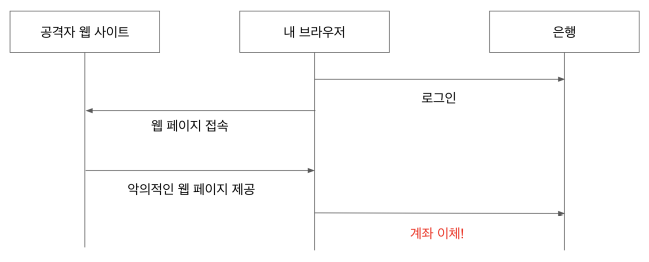 공격자 웹 사이트
내 브라우저
은행
로그인
웹 페이지 접속
악의적인 웹 페이지 제공
계좌 이체!